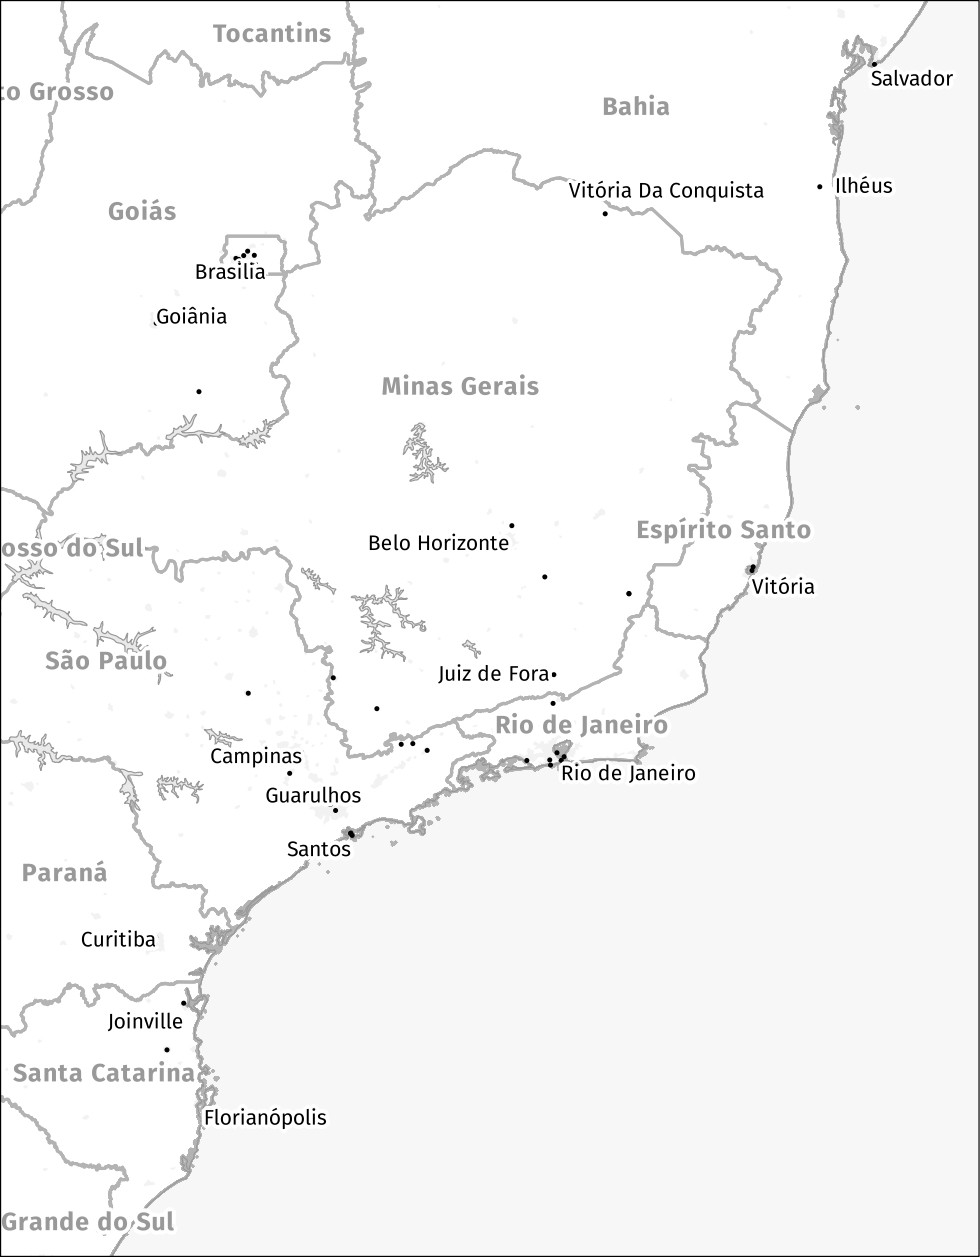 Tocantins
to Grosso
Salvador
Bahia
Ilhéus
Vitória Da Conquista
Goiás
Brasilia
Goiânia
Minas Gerais
Espírito Santo
Belo Horizonte
osso do Sul
Vitória
São Paulo
Juiz de Fora
Rio de Janeiro
Campinas
Rio de Janeiro
Guarulhos
Santos
Paraná
Curitiba
Joinville
Santa Catarina
Florianópolis
Grande do Sul